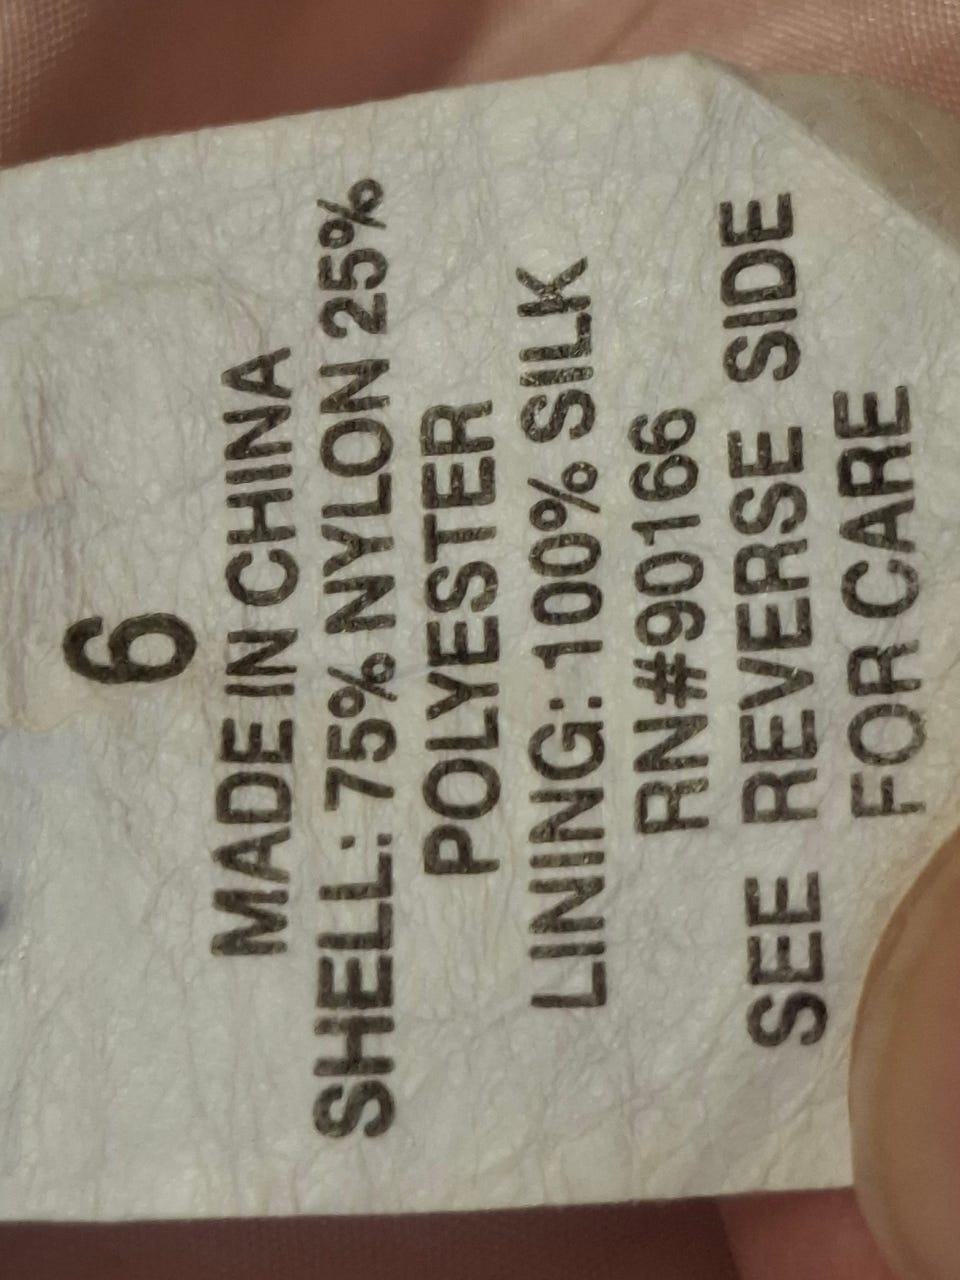 6
MADE IN CHINA
SHELL: 75% NYLON 25%
POLYESTER
LINING: 100% SILK
RN#90166
SEE REVERSE SIDE
FOR CARE